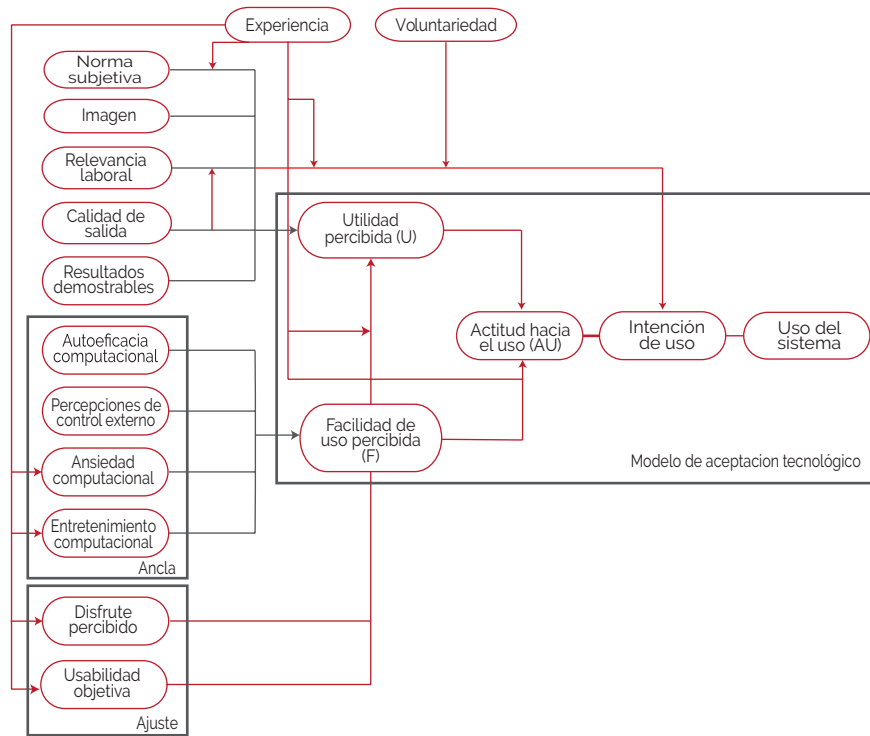 Experiencia
Voluntariedad
Norma
subjetiva
Imagen
Relevancia
laboral
Calidad de
salida
Resultados
demostrables
Utilidad
percibida (U)
Actitud hacia
el uso (AU)
Intención
de uso
Uso del
sistema
Autoeficacia
computacional
Percepciones de
control externo
Ansiedad
computacional
Entretenimiento
computacional
Ancla
Facilidad de
uso percibida
(F)
Modelo de aceptacion tecnológico
Disfrute
percibido
Usabilidad
objetiva
Ajuste